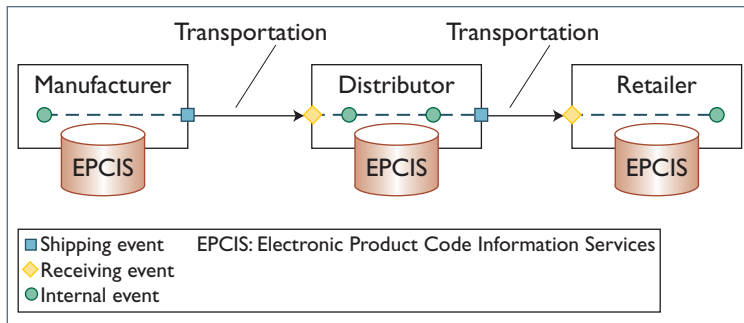 Transportation
Transportation
Manufacturer
Distributor
Retailer
EPCIS
EPCIS
EPCIS
Shipping event
EPCIS: Electronic Product Code Information Services
Receiving event
Internal event